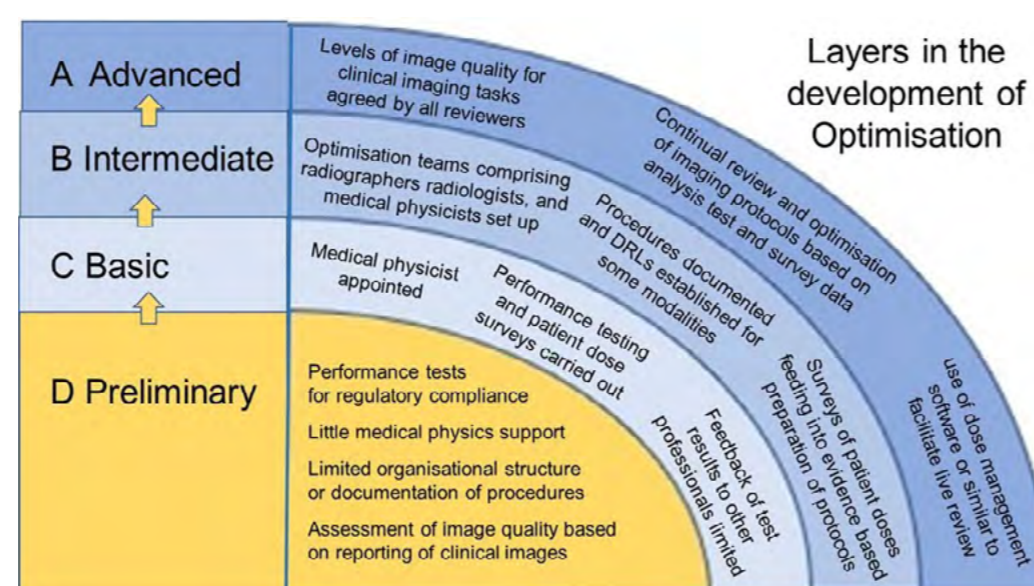 Layers in the
development of
Optimisation
A Advanced
Levels of image quality for
clinical imaging tasks
agreed by all reviewers
Continual review and optimisation
of imaging protocols based on
analysis test and survey data
use of dose management
software or similar to
facilitate live review
B Intermediate
Optimisation teams comprising
radiographers radiologists, and
medical physicists set up
Procedures documented
and DRLs established for
some modalities
Surveys of patient doses
feeding into evidence based
preparation of protocols
C Basic
Medical physicist
appointed
Performance testing
and patient dose
surveys carried out
Feedback of test
results to other
professionals limited
D Preliminary
Performance tests
for regulatory compliance
Little medical physics support
Limited organisational structure
or documentation of procedures
Assessment of image quality based
on reporting of clinical images